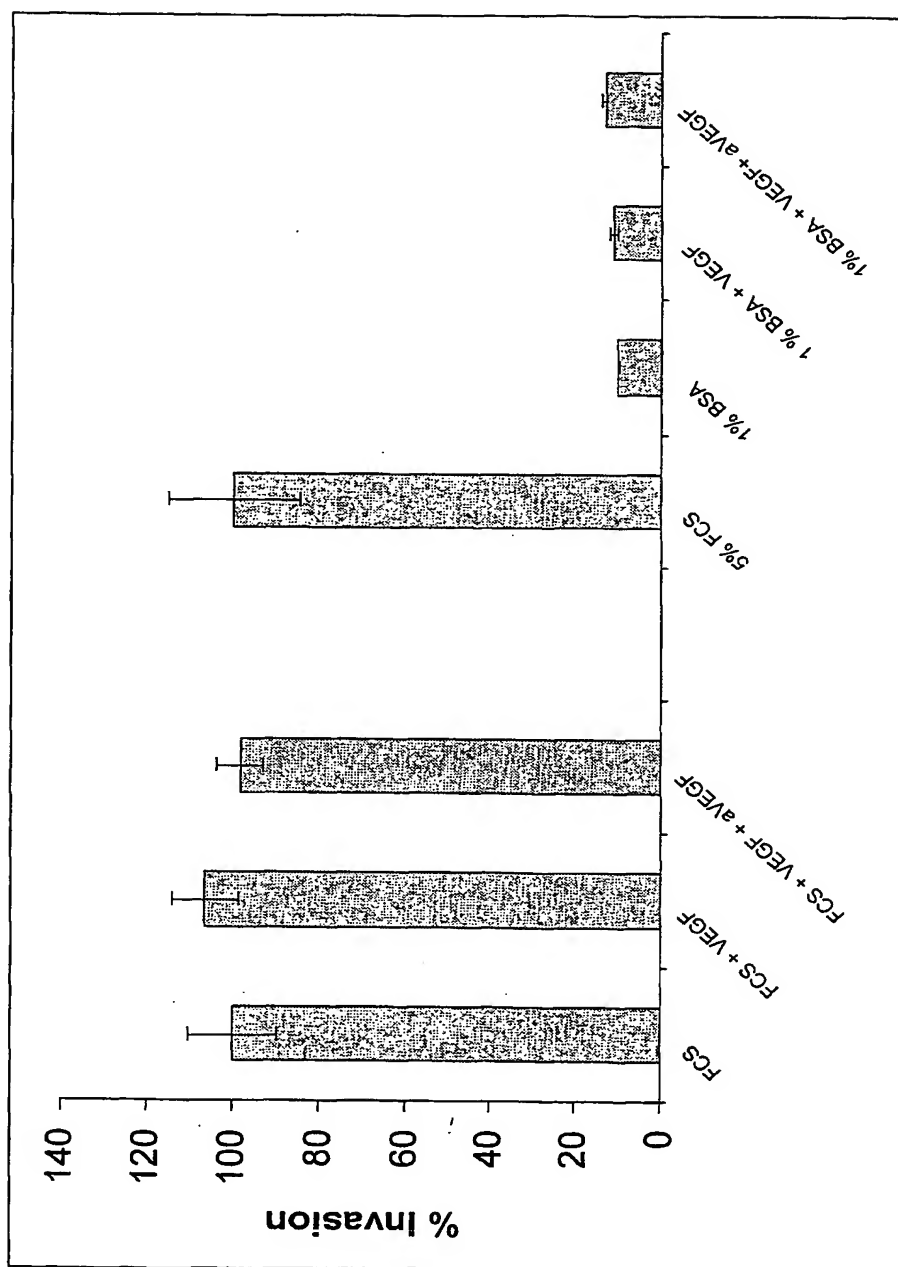 % Invasion
140
120
100
80
60
40
20
0
FCS
FCS + VEGF
FCS + VEGF + aVEGF
5% FCS
1% BSA
1 % BSA + VEGF
1% BSA + VEGF+ aVEGF